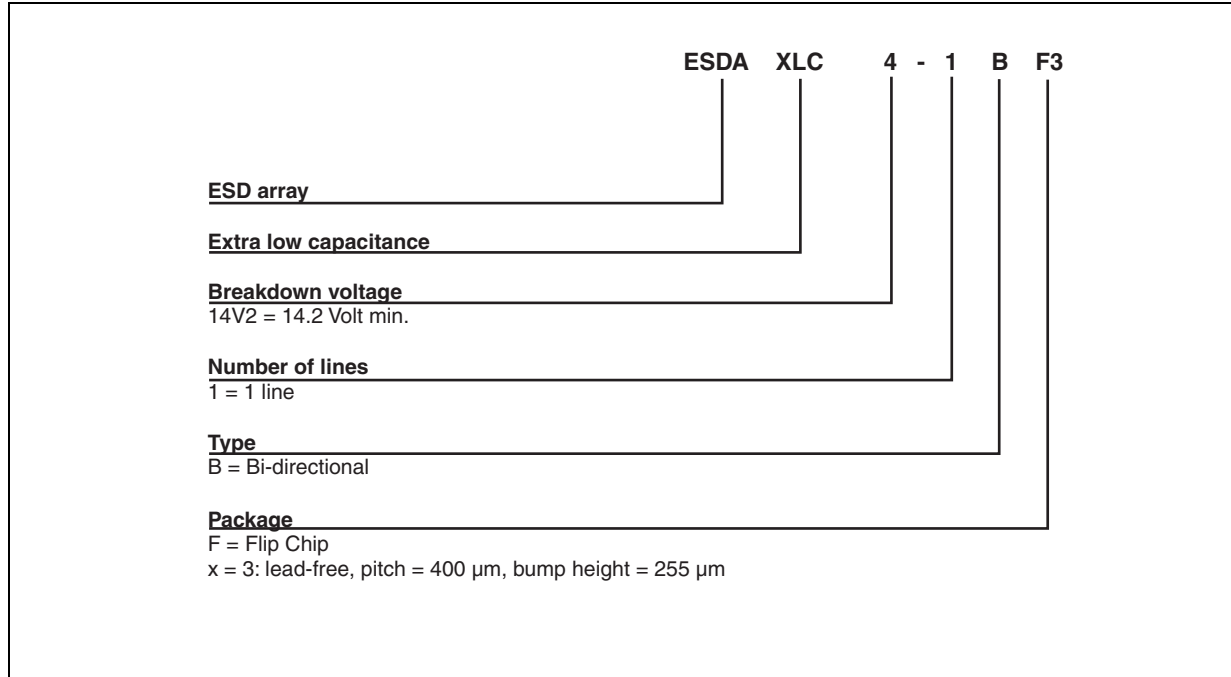 ESDA XLC 4 - 1 B F3
ESD array
Extra low capacitance
Breakdown voltage
14V2 = 14.2 Volt min.
Number of lines
1 = 1 line
Type
B = Bi-directional
Package
F = Flip Chip
x = 3: lead-free, pitch = 400 µm, bump height = 255 µm